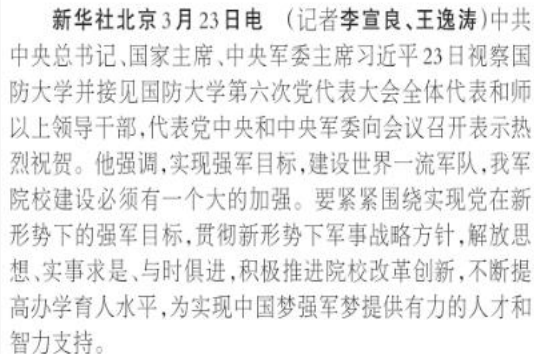 新华社北京3月23日电 (记者李宣良、王逸涛)中共
中央总书记、国家主席、中央军委主席习近平23日视察国
防大学并接见国防大学第六次党代表大会全体代表和师
以上领导干部,代表党中央和中央军委向会议召开表示热
烈祝贺。他强调,实现强军目标,建设世界一流军队,我军
院校建设必须有一个大的加强。要紧紧围绕实现党在新
形势下的强军目标,贯彻新形势下军事战略方针,解放思
想、实事求是、与时俱进,积极推进院校改革创新,不断提
高办学育人水平,为实现中国梦强军梦提供有力的人才和
智力支持。